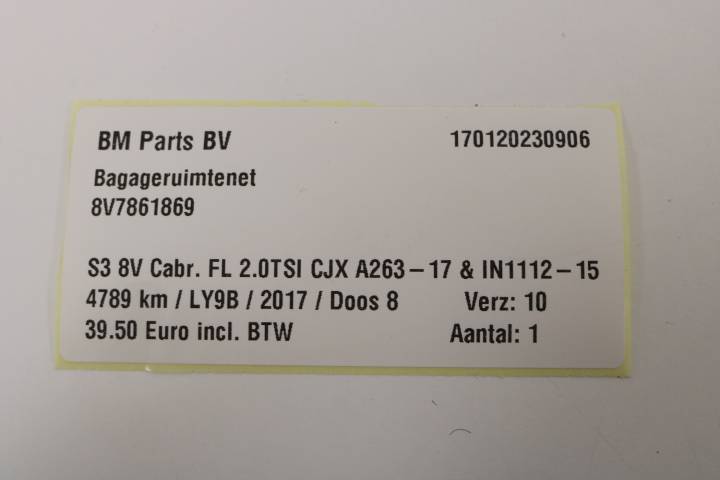 BM Parts BV 170120230906
Bagageruimtenet
8V7861869
S3 8V Cabr. FL 2.0TSI CJX A263-17 & IN1112-15
4789 km / LY9B / 2017 / Doos 8 Verz: 10
39.50 Euro incl. BTW Aantal: 1